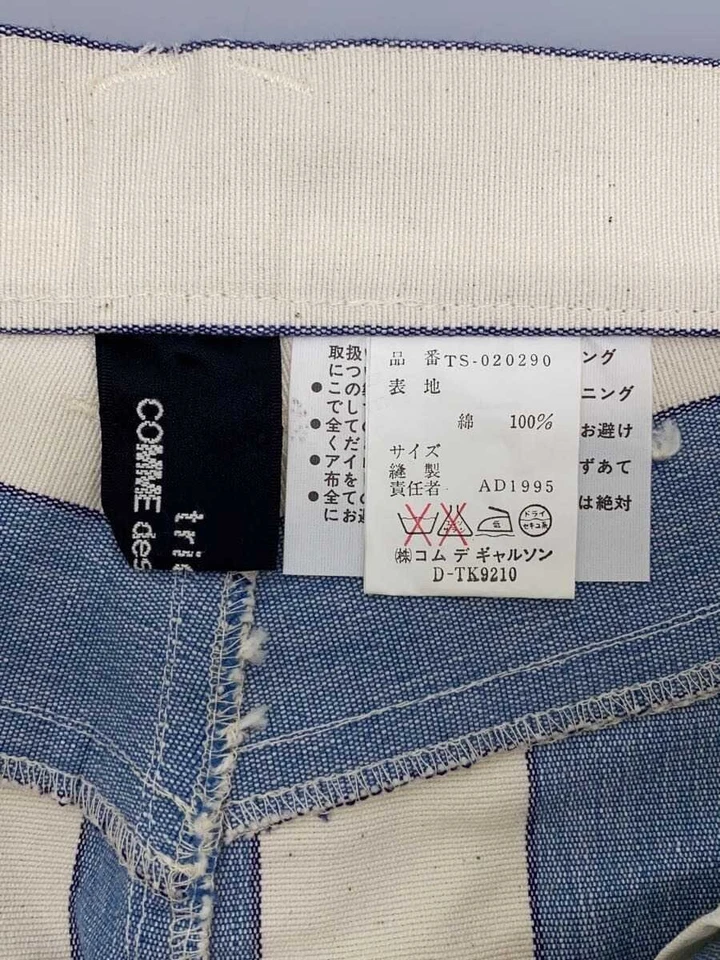 COMME des
tric
取扱
につ
●この
でし
●全て
くだ
●アイ
布を
●全て
にお
品 番 TS-020290
表 地
綿 100%
サイズ
縫 製
責任者 AD1995
ドライ
セキユ系
低
㈱コム デ ギャルソン
D-TK9210
ング
ニング
お避け
ずあて
は絶対